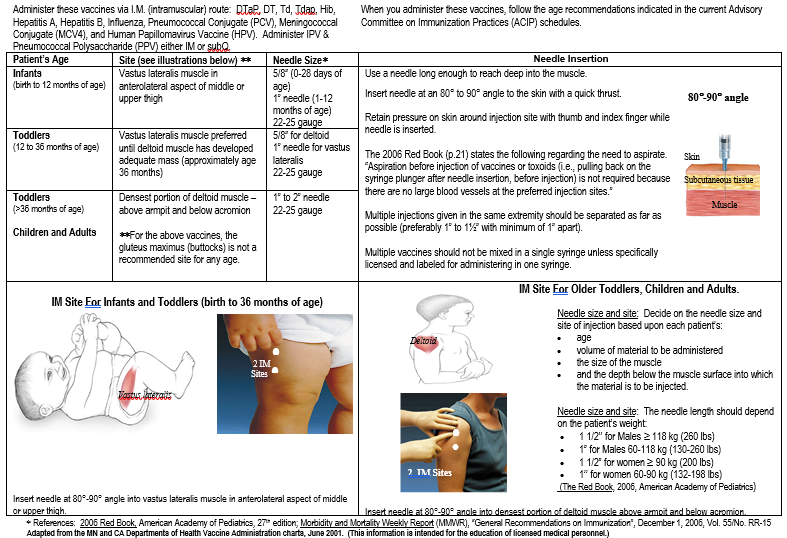 Administer these vaccines via I.M. (intramuscular) route:  DTaP, DT, Td, Tdap, Hib,
Hepatitis A, Hepatitis B, Influenza, Pneumococcal Conjugate (PCV), Meningococcal
Conjugate (MCV4), and Human Papillomavirus Vaccine (HPV).  Administer IPV &
Pneumococcal Polysaccharide (PPV) either IM or subQ.
When you administer these vaccines, follow the age recommendations indicated in the current Advisory
Committee on Immunization Practices (ACIP) schedules.
Patient's Age
Site (see illustrations below) **
Needle Size*
Needle Insertion
Infants
(birth to 12 months of age)
Vastus lateralis muscle in
anterolateral aspect of middle or
upper thigh
5/8" (0-28 days of
age)
1" needle (1-12
months of age)
22-25 gauge
Toddlers
(12 to 36 months of age)
Vastus lateralis muscle preferred
until deltoid muscle has developed
adequate mass (approximately age
36 months)
5/8" for deltoid
1" needle for vastus
lateralis
22-25 gauge
Toddlers
(>36 months of age)
Children and Adults
Densest portion of deltoid muscle –
above armpit and below acromion
**For the above vaccines, the
gluteus maximus (buttocks) is not a
recommended site for any age.
1" to 2" needle
22-25 gauge
Use a needle long enough to reach deep into the muscle.
Insert needle at an 80° to 90° angle to the skin with a quick thrust.
Retain pressure on skin around injection site with thumb and index finger while
needle is inserted.
The 2006 Red Book (p.21) states the following regarding the need to aspirate.
"Aspiration before injection of vaccines or toxoids (i.e., pulling back on the
syringe plunger after needle insertion, before injection) is not required because
there are no large blood vessels at the preferred injection sites."
Multiple injections given in the same extremity should be separated as far as
possible (preferably 1" to 1½" with minimum of 1" apart).
Multiple vaccines should not be mixed in a single syringe unless specifically
licensed and labeled for administering in one syringe.
80°-90° angle
Skin
Subcutaneous tissue
Muscle
IM Site For Infants and Toddlers (birth to 36 months of age)
Vastus lateralis
2 IM
Sites
Insert needle at 80°-90° angle into vastus lateralis muscle in anterolateral aspect of middle
or upper thigh.
IM Site For Older Toddlers, Children and Adults.
Deltoid
2 IM Sites
Needle size and site:  Decide on the needle size and
site of injection based upon each patient's:
• age
• volume of material to be administered
• the size of the muscle
• and the depth below the muscle surface into which
the material is to be injected.
Needle size and site:  The needle length should depend
on the patient's weight:
• 1 1/2" for Males ≥ 118 kg (260 lbs)
• 1" for Males 60-118 kg (130-260 lbs)
• 1 1/2" for women ≥ 90 kg (200 lbs)
• 1" for women 60-90 kg (132-198 lbs)
(The Red Book, 2006, American Academy of Pediatrics)
Insert needle at 80°-90° angle into densest portion of deltoid muscle above armpit and below acromion.
* References:  2006 Red Book, American Academy of Pediatrics, 27th edition; Morbidity and Mortality Weekly Report (MMWR), "General Recommendations on Immunization", December 1, 2006, Vol. 55/No. RR-15
Adapted from the MN and CA Departments of Health Vaccine Administration charts, June 2001.  (This information is intended for the education of licensed medical personnel.)